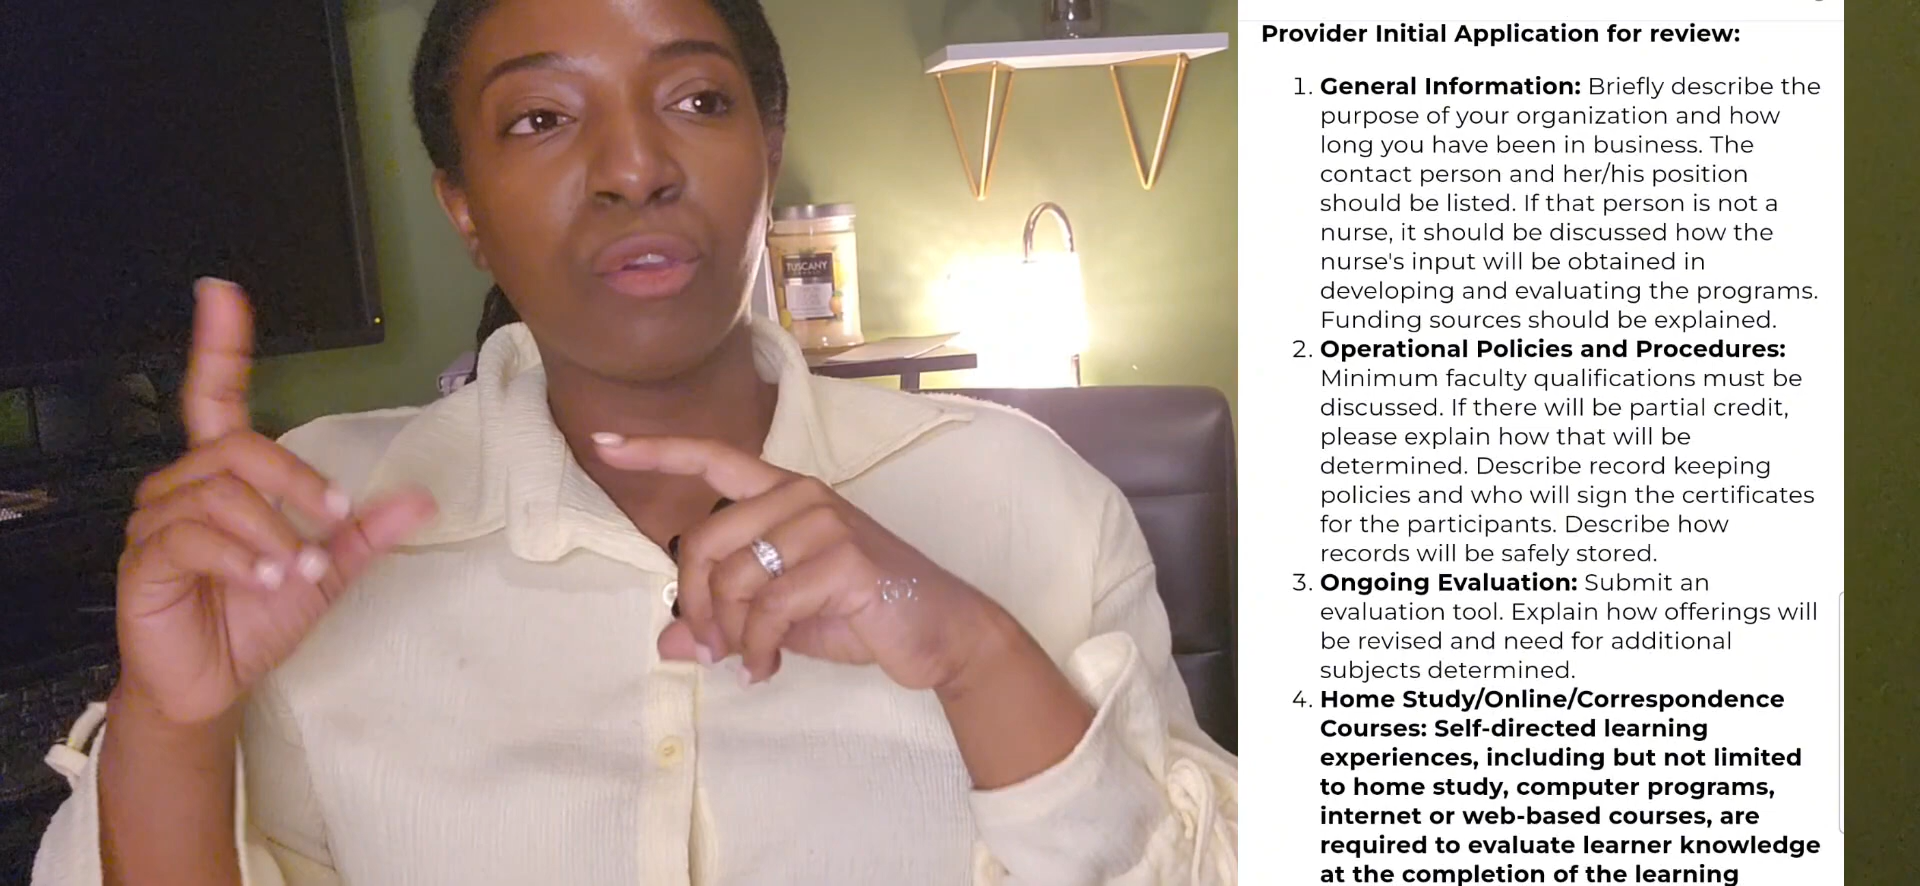 TUSCANY
Provider Initial Application for review:
1. General Information: Briefly describe the
purpose of your organization and how
long you have been in business. The
contact person and her/his position
should be listed. If that person is not a
nurse, it should be discussed how the
nurse's input will be obtained in
developing and evaluating the programs.
Funding sources should be explained.
2. Operational Policies and Procedures:
Minimum faculty qualifications must be
discussed. If there will be partial credit,
please explain how that will be
determined. Describe record keeping
policies and who will sign the certificates
for the participants. Describe how
records will be safely stored.
3. Ongoing Evaluation: Submit an
evaluation tool. Explain how offerings will
be revised and need for additional
subjects determined.
4. Home Study/Online/Correspondence
Courses: Self-directed learning
experiences, including but not limited
to home study, computer programs,
internet or web-based courses, are
required to evaluate learner knowledge
at the completion of the learning